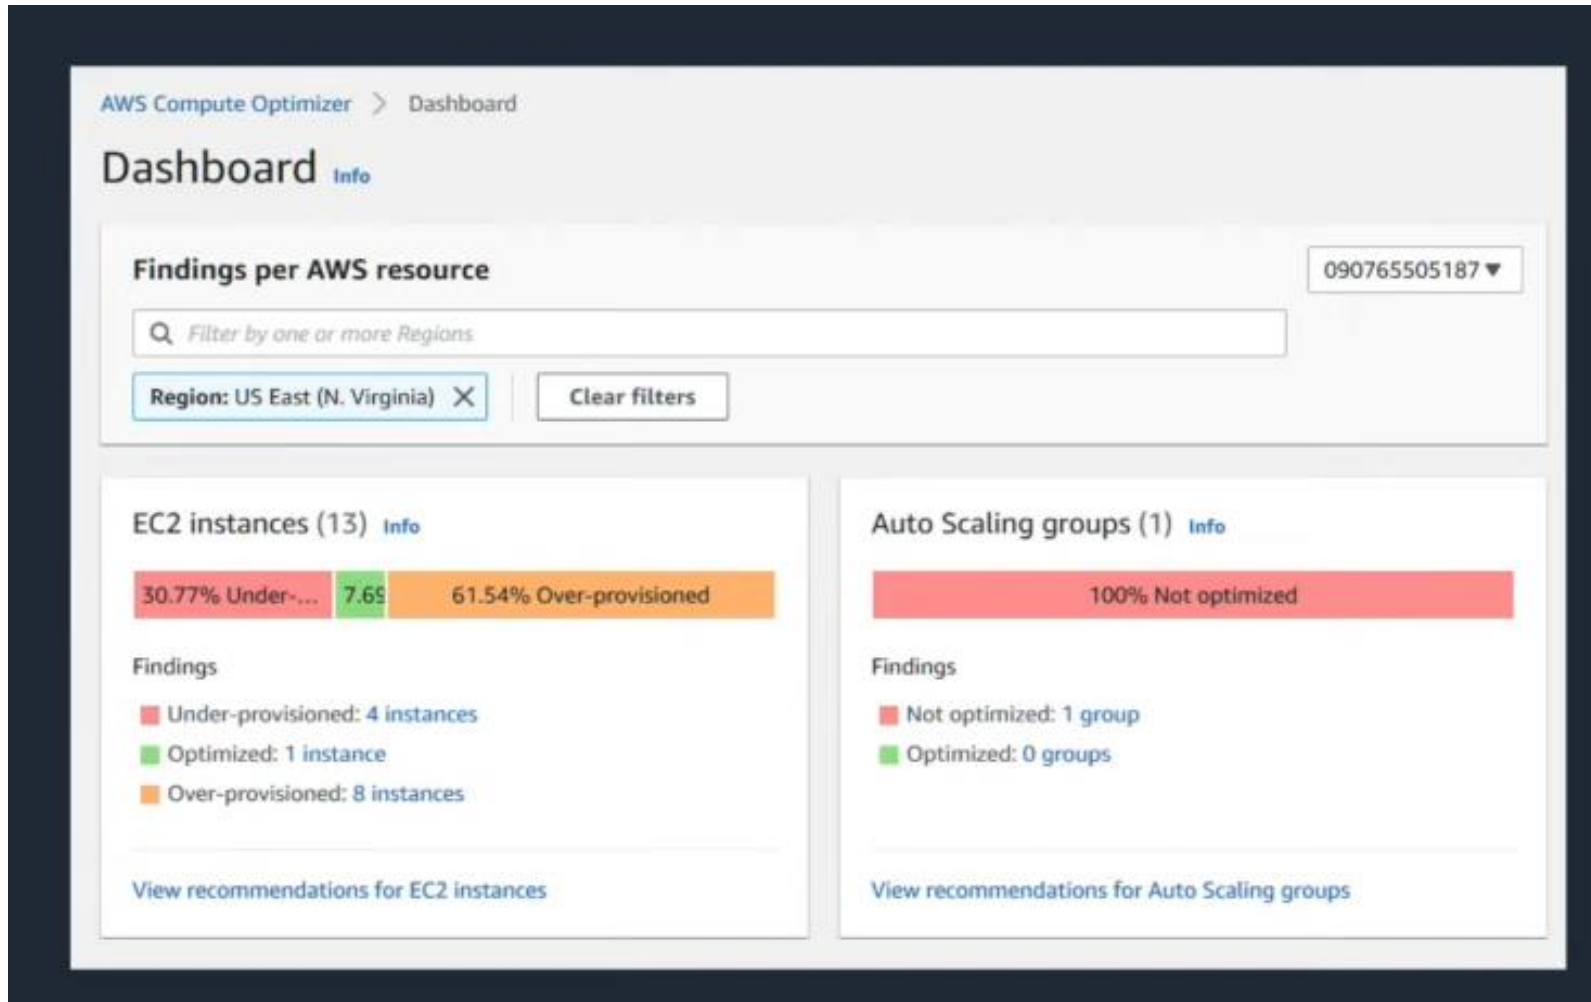 AWS Compute Optimizer > Dashboard
Dashboard Info
Findings per AWS resource
090765505187 ▼
Filter by one or more Regions
Region: US East (N. Virginia) ✕
Clear filters
EC2 instances (13) Info
30.77% Under-... 7.69 61.54% Over-provisioned
Findings
Under-provisioned: 4 instances
Optimized: 1 instance
Over-provisioned: 8 instances
View recommendations for EC2 instances
Auto Scaling groups (1) Info
100% Not optimized
Findings
Not optimized: 1 group
Optimized: 0 groups
View recommendations for Auto Scaling groups